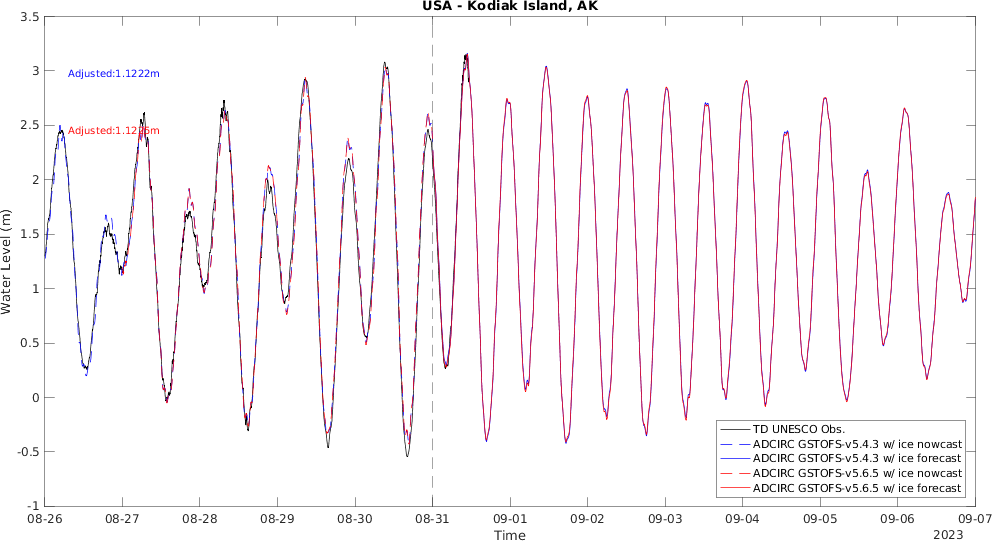 USA - Kodiak Island, AK
3.5
3
2.5
2
1.5
1
0.5
0
-0.5
-1
Water Level (m)
Adjusted:1.1222m
TD UNESCO Obs.
ADCIRC GSTOFS-v5.4.3 w/ ice nowcast
ADCIRC GSTOFS-v5.4.3 w/ ice forecast
ADCIRC GSTOFS-v5.6.5 w/ ice nowcast
ADCIRC GSTOFS-v5.6.5 w/ ice forecast
08-26 08-27 08-28 08-29 08-30 08-31 09-01 09-02 09-03 09-04 09-05 09-06 09-07
Time
2023